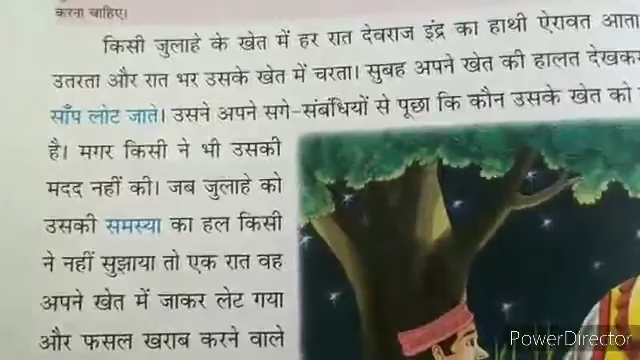 करना चाहिए।
किसी जुलाहे के खेत में हर रात देवराज इंद्र का हाथी ऐरावत आता
उतरता और रात भर उसके खेत में चरता। सुबह अपने खेत की हालत देखकर
साँप लोट जाते। उसने अपने सगे-संबंधियों से पूछा कि कौन उसके खेत को
है। मगर किसी ने भी उसकी
मदद नहीं की। जब जुलाहे को
उसकी समस्या का हल किसी
ने नहीं सुझाया तो एक रात वह
अपने खेत में जाकर लेट गया
और फसल खराब करने वाले
PowerDirector